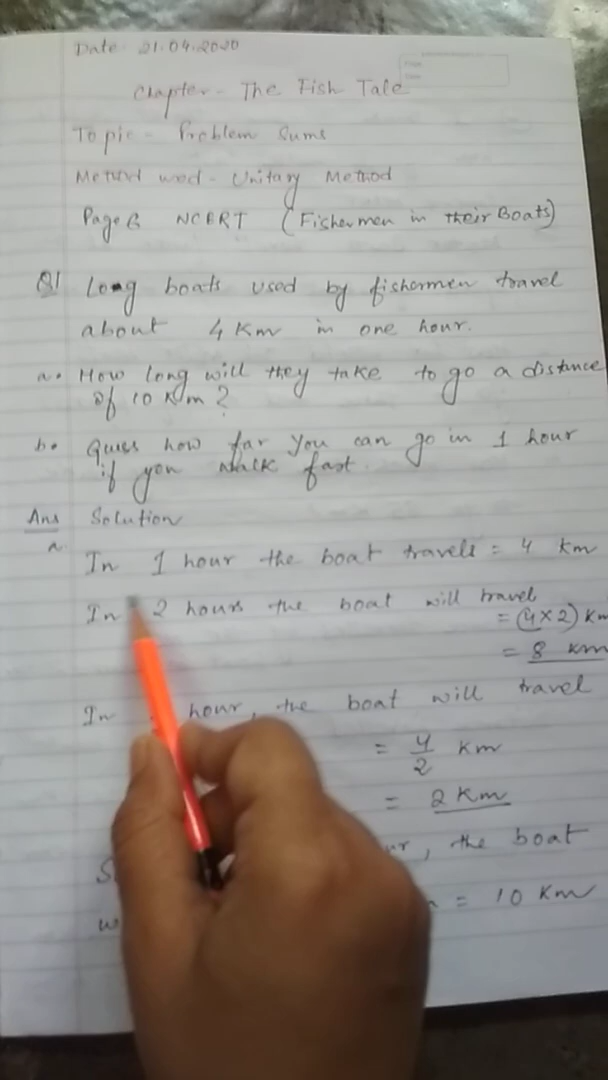 Date 21.04.2020
Chapter - The Fish Tale
Topic - Problem Sums
Method used - Unitary Method
Page 6 NCERT (Fishermen in their Boats)
Q1 Long boats used by fishermen travel
about 4 Km in one hour.
a. How long will they take to go a distance
of 10 Km?
b. Guess how far you can go in 1 hour
if you walk fast.
Ans Solution
a. In 1 hour the boat travels = 4 km
In 2 hours the boat will travel
= (4x2) Km
= 8 km
In hour, the boat will travel
= 4/2 Km
= 2 Km
, the boat
= 10 Km